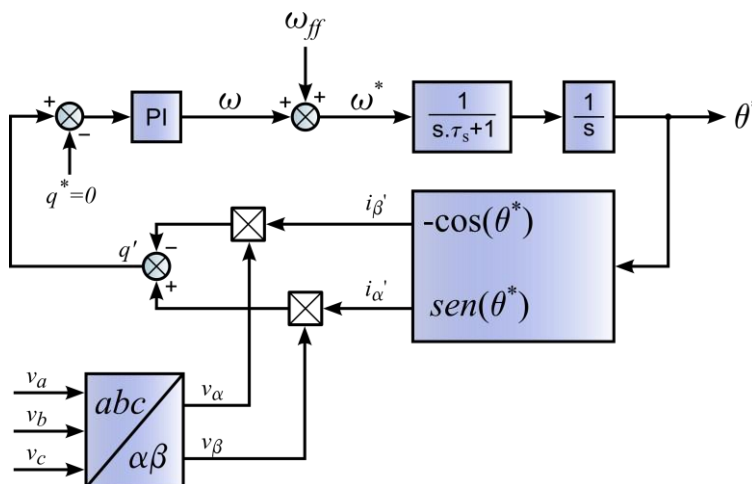 ω_ff
+ − PI ω + + ω* 1/(s.τ_s+1) 1/s θ*
q*=0
i_β' -cos(θ*)
q' − +
i_α' sen(θ*)
v_a v_b v_c
abc
αβ
v_α
v_β